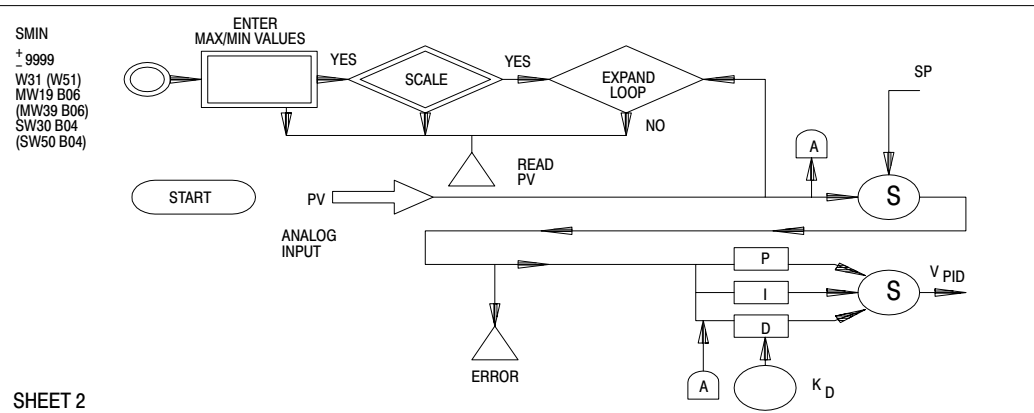 SMIN
± 9999
W31 (W51)
MW19 B06
(MW39 B06)
SW30 B04
(SW50 B04)
ENTER
MAX/MIN VALUES
YES
SCALE
YES
EXPAND
LOOP
NO
SP
READ
PV
A
START
PV
S
ANALOG
INPUT
P
I
D
S
V PID
ERROR
A
K D
SHEET 2